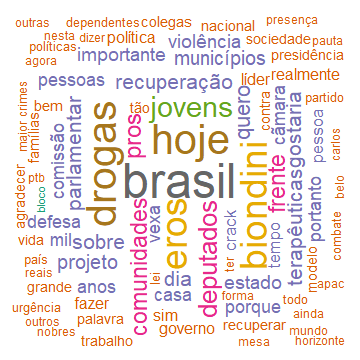 outras dependentes colegas nacional presença
nesta dizer política violência sociedade pauta
políticas importante municípios presidência
agora
pessoas recuperação líder realmente
major crimes bem parlamentar drogas tão jovens quero contra câmara partido
famílias comissão pros hoje gostaria pessoa carlos
agradecer ptb bloco brasil frente terapêuticas portanto belo
defesa comunidades eros deputados biondini tempo
vida mil sobre vexa crack modelo combate
país projeto dia lei ter estado apac
reais
grande anos casa forma porque todo
urgência fazer sim recuperar ainda
outros palavra governo mundo
nobres trabalho mesa horizonte